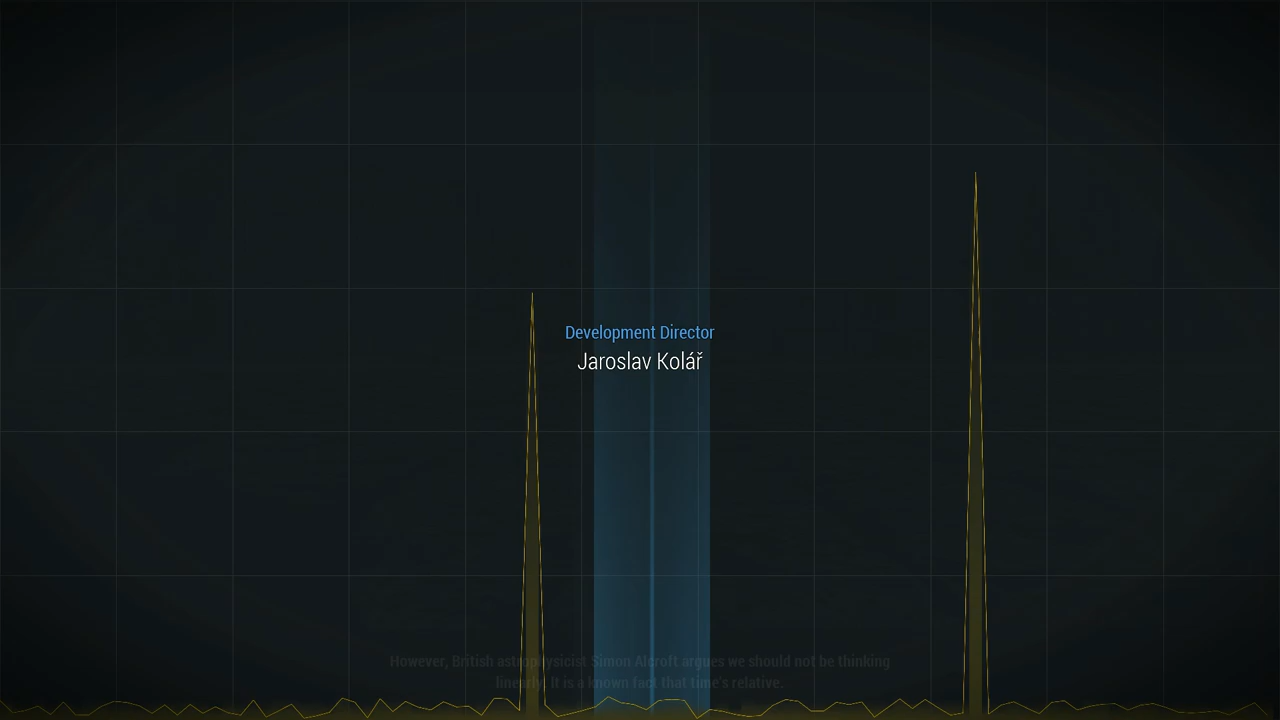 Development Director
Jaroslav Kolář
However, British astrophysicist Simon Alcroft argues we should not be thinking
linearly. It is a known fact that time's relative.